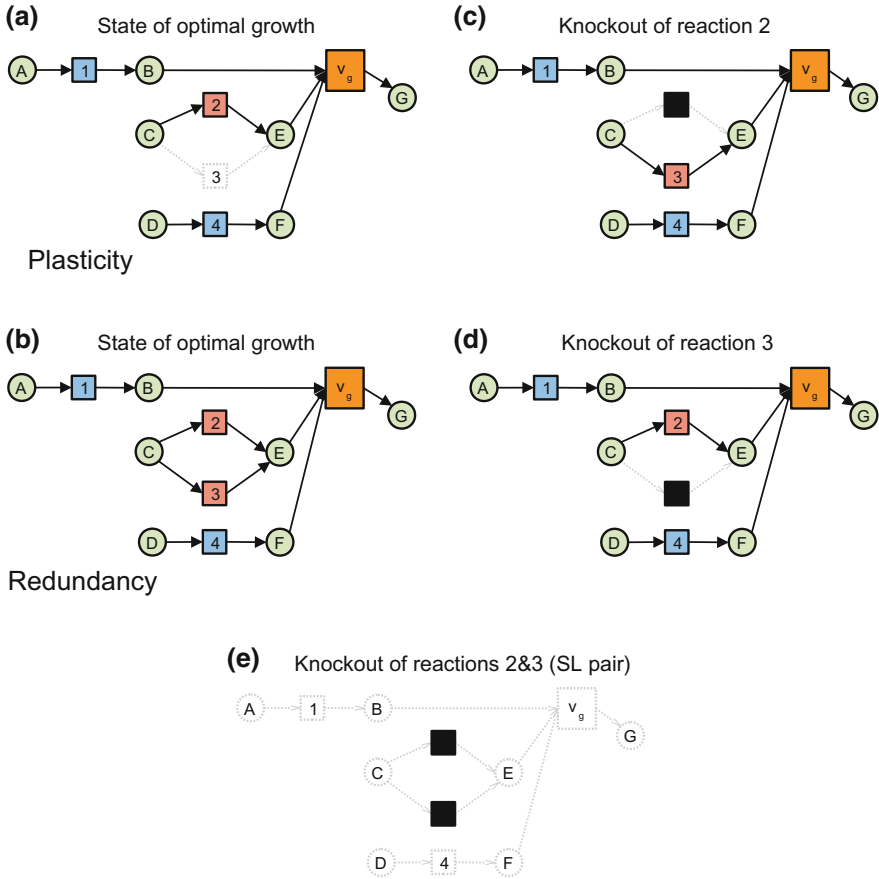 (a)
State of optimal growth
A
1
B
v g
G
2
C
E
3
D
4
F
Plasticity
(c)
Knockout of reaction 2
A
1
B
v g
G
C
E
3
D
4
F
(b)
State of optimal growth
A
1
B
v g
G
2
C
E
3
D
4
F
Redundancy
(d)
Knockout of reaction 3
A
1
B
v g
G
2
C
E
D
4
F
(e)
Knockout of reactions 2&3 (SL pair)
A
1
B
v g
G
C
E
D
4
F